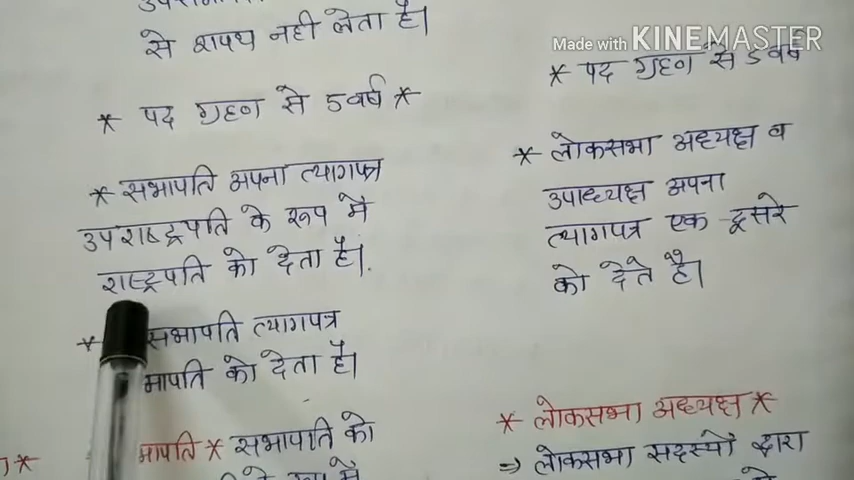 से शपथ नही लेता है।
* पद ग्रहण से 5 वर्ष *
* सभापति अपना त्यागपत्र
उपराष्ट्रपति के रूप में
राष्ट्रपति को देता है।
* सभापति त्यागपत्र
मापति को देता है।
मापति * सभापति को
Made with KINEMASTER
* पद ग्रहण से 5 वर्ष
* लोकसभा अध्यक्ष व
उपाध्यक्ष अपना
त्यागपत्र एक दूसरे
को देते है।
* लोकसभा अध्यक्ष *
⇒ लोकसभा सदस्यों द्वारा